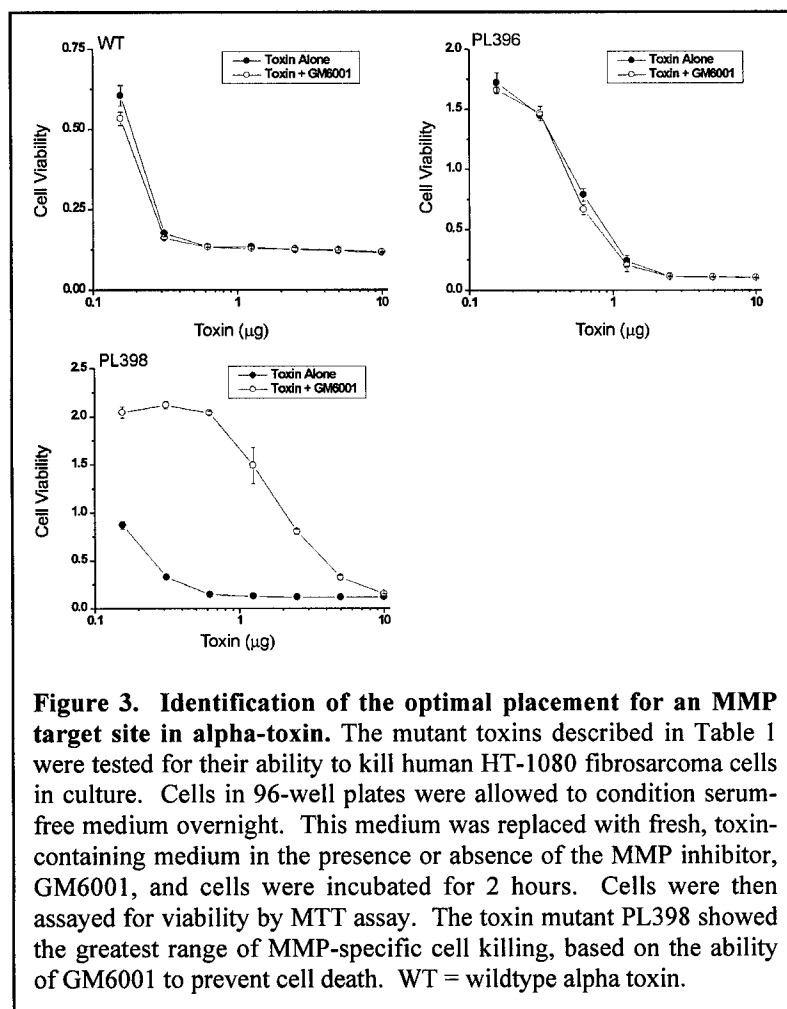 WT
Toxin Alone
Toxin + GM6001
0.75
0.50
0.25
0.00
Cell Viability
0.1
1
10
Toxin (µg)
PL396
Toxin Alone
Toxin + GM6001
2.0
1.5
1.0
0.5
0.0
Cell Viability
0.1
1
10
Toxin (µg)
PL398
Toxin Alone
Toxin + GM6001
2.5
2.0
1.5
1.0
0.5
0.0
Cell Viability
0.1
1
10
Toxin (µg)
Figure 3. Identification of the optimal placement for an MMP
target site in alpha-toxin. The mutant toxins described in Table 1
were tested for their ability to kill human HT-1080 fibrosarcoma cells
in culture. Cells in 96-well plates were allowed to condition serum-
free medium overnight. This medium was replaced with fresh, toxin-
containing medium in the presence or absence of the MMP inhibitor,
GM6001, and cells were incubated for 2 hours. Cells were then
assayed for viability by MTT assay. The toxin mutant PL398 showed
the greatest range of MMP-specific cell killing, based on the ability
of GM6001 to prevent cell death. WT = wildtype alpha toxin.